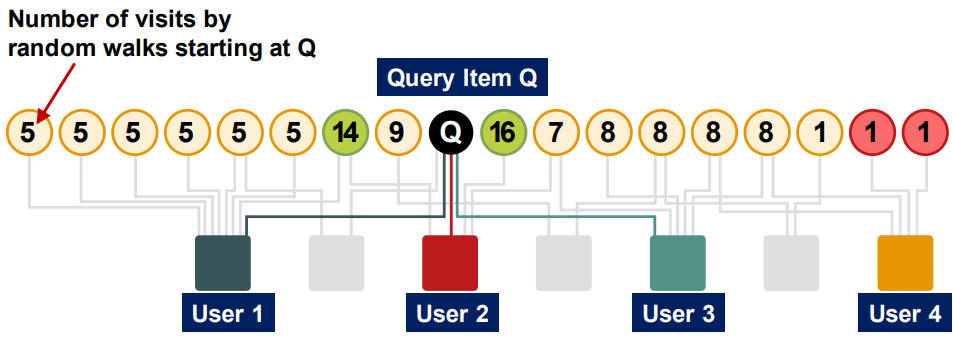 Number of visits by
random walks starting at Q
Query Item Q
5 5 5 5 5 5 14 9 Q 16 7 8 8 8 8 1 1 1
User 1 User 2 User 3 User 4